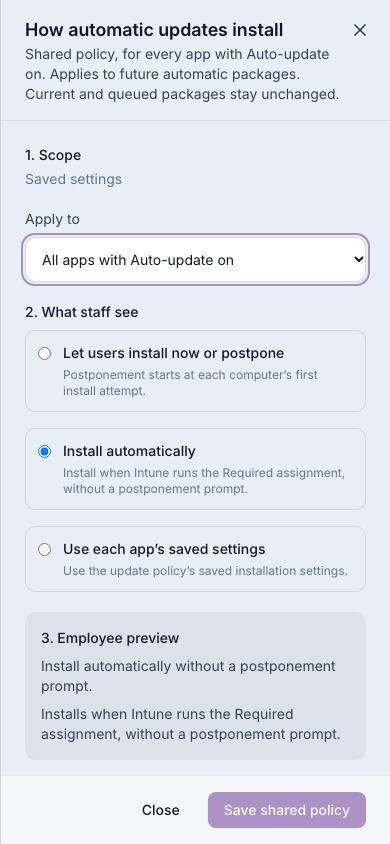 How automatic updates install
Shared policy, for every app with Auto-update
on. Applies to future automatic packages.
Current and queued packages stay unchanged.
1. Scope
Saved settings
Apply to
All apps with Auto-update on
2. What staff see
Let users install now or postpone
Postponement starts at each computer’s first
install attempt.
Install automatically
Install when Intune runs the Required assignment,
without a postponement prompt.
Use each app’s saved settings
Use the update policy’s saved installation settings.
3. Employee preview
Install automatically without a postponement
prompt.
Installs when Intune runs the Required
assignment, without a postponement prompt.
Close
Save shared policy